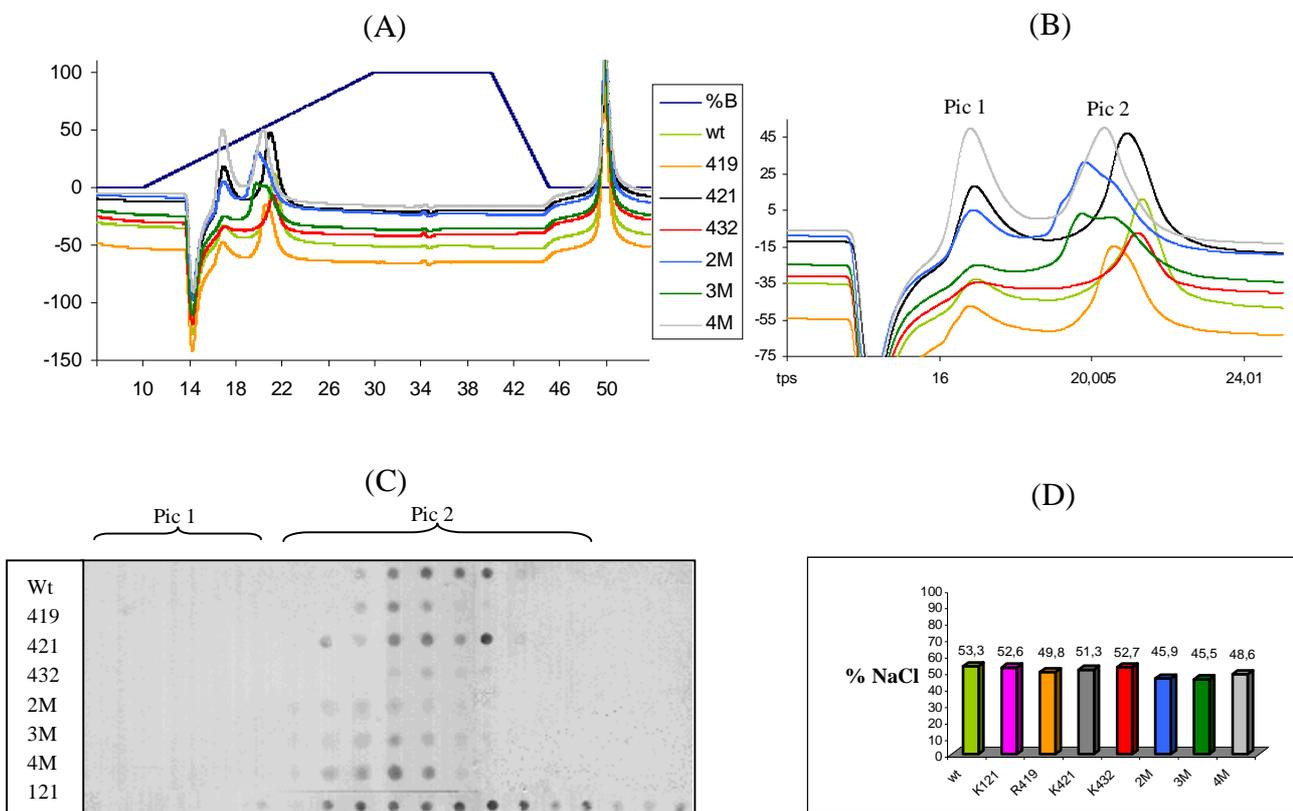 (A)
100
50
0
-50
-100
-150
10 14 18 22 26 30 34 38 42 46 50
%B
wt
419
421
432
2M
3M
4M
(B)
Pic 1 Pic 2
45
25
5
-15
-35
-55
-75
tps 16 20,005 24,01
(C)
Pic 1 Pic 2
Wt
419
421
432
2M
3M
4M
121
(D)
% NaCl
100
90
80
70
60
50
40
30
20
10
0
53,3 52,6 49,8 51,3 52,7 45,9 45,5 48,6
wt K121 R419 K421 K432 2M 3M 4M